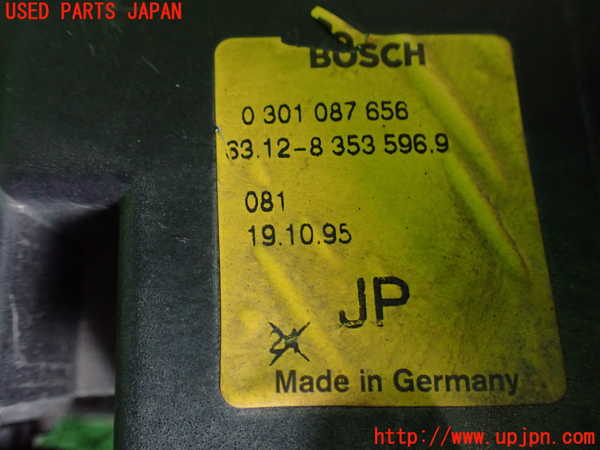 USED PARTS JAPAN
BOSCH
0 301 087 656
63.12-8 353 596.9
081
19.10.95
JP
24
Made in Germany
http://www.upjpn.com